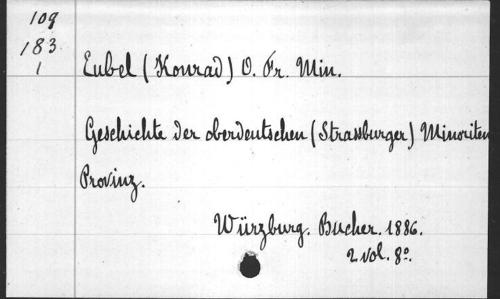 109
183
1
Eubel (Konrad) O. Fr. Min.
Geschichte der oberdeutschen (Strassburger) Minoriten
Provinz.
Würzburg. Bucher. 1886.
2 vol. 8º.